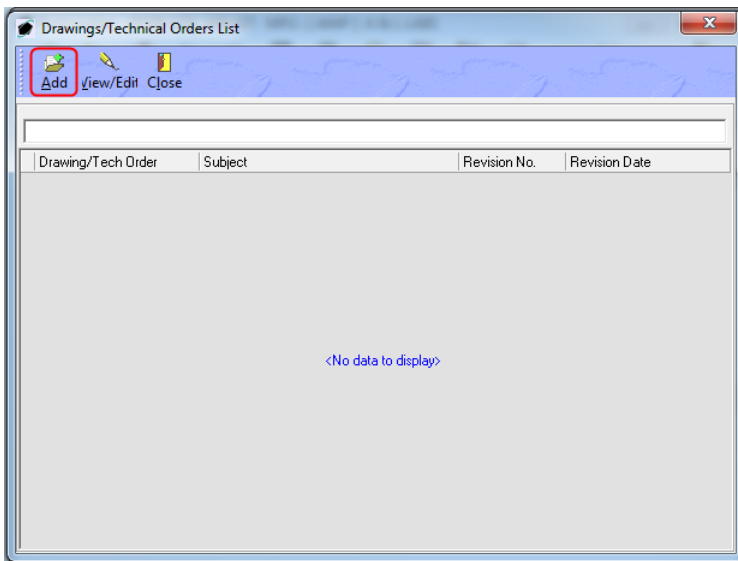 Drawings/Technical Orders List
Add View/Edit Close
Drawing/Tech Order Subject Revision No. Revision Date
<No data to display>